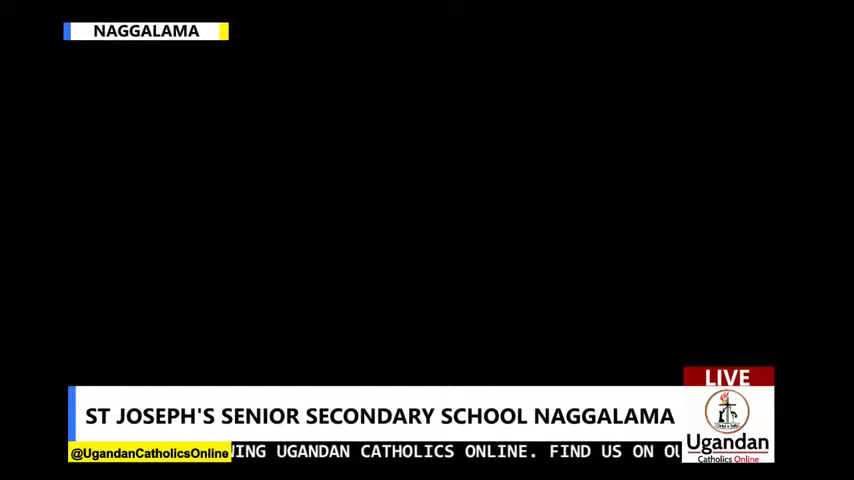 NAGGALAMA
LIVE
ST JOSEPH'S SENIOR SECONDARY SCHOOL NAGGALAMA
Ugandan
Catholics Online
@UgandanCatholicsOnline
UGANDAN CATHOLICS ONLINE. FIND US ON